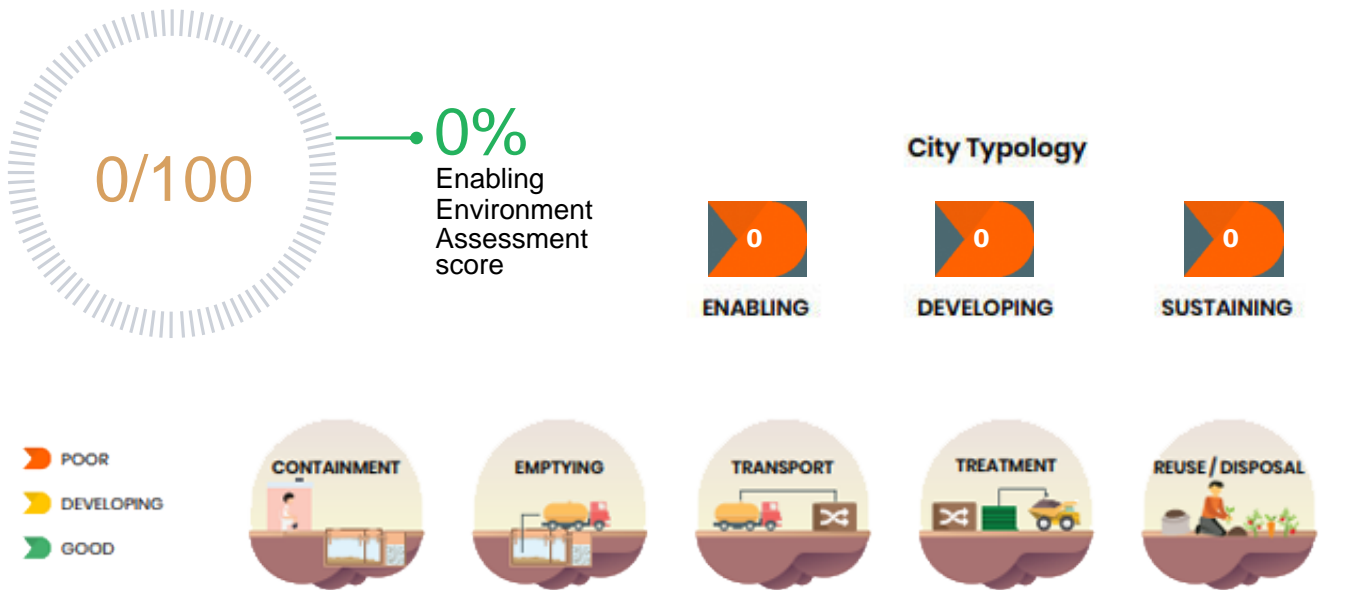 0/100
0%
Enabling
Environment
Assessment
score
City Typology
0
0
0
ENABLING
DEVELOPING
SUSTAINING
POOR
DEVELOPING
GOOD
CONTAINMENT
EMPTYING
TRANSPORT
TREATMENT
REUSE / DISPOSAL